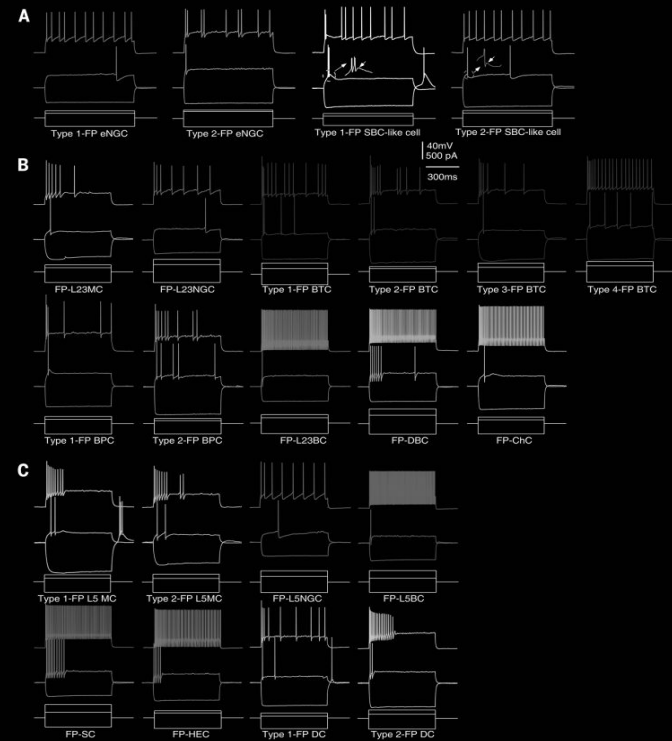 A
Type 1-FP eNGC Type 2-FP eNGC Type 1-FP SBC-like cell Type 2-FP SBC-like cell
40mV
500 pA
300ms
B
FP-L23MC FP-L23NGC Type 1-FP BTC Type 2-FP BTC Type 3-FP BTC Type 4-FP BTC
Type 1-FP BPC Type 2-FP BPC FP-L23BC FP-DBC FP-ChC
C
Type 1-FP L5 MC Type 2-FP L5MC FP-L5NGC FP-L5BC
FP-SC FP-HEC Type 1-FP DC Type 2-FP DC